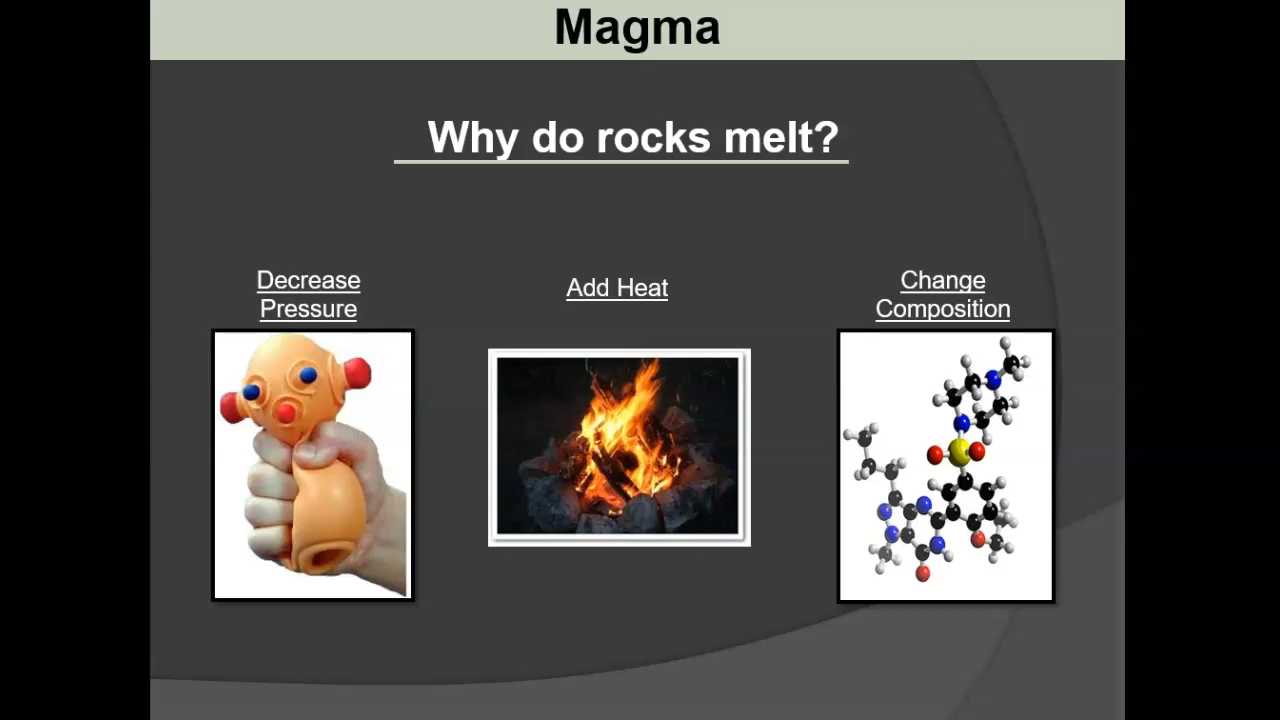 Magma
Why do rocks melt?
Decrease
Pressure
Add Heat
Change
Composition